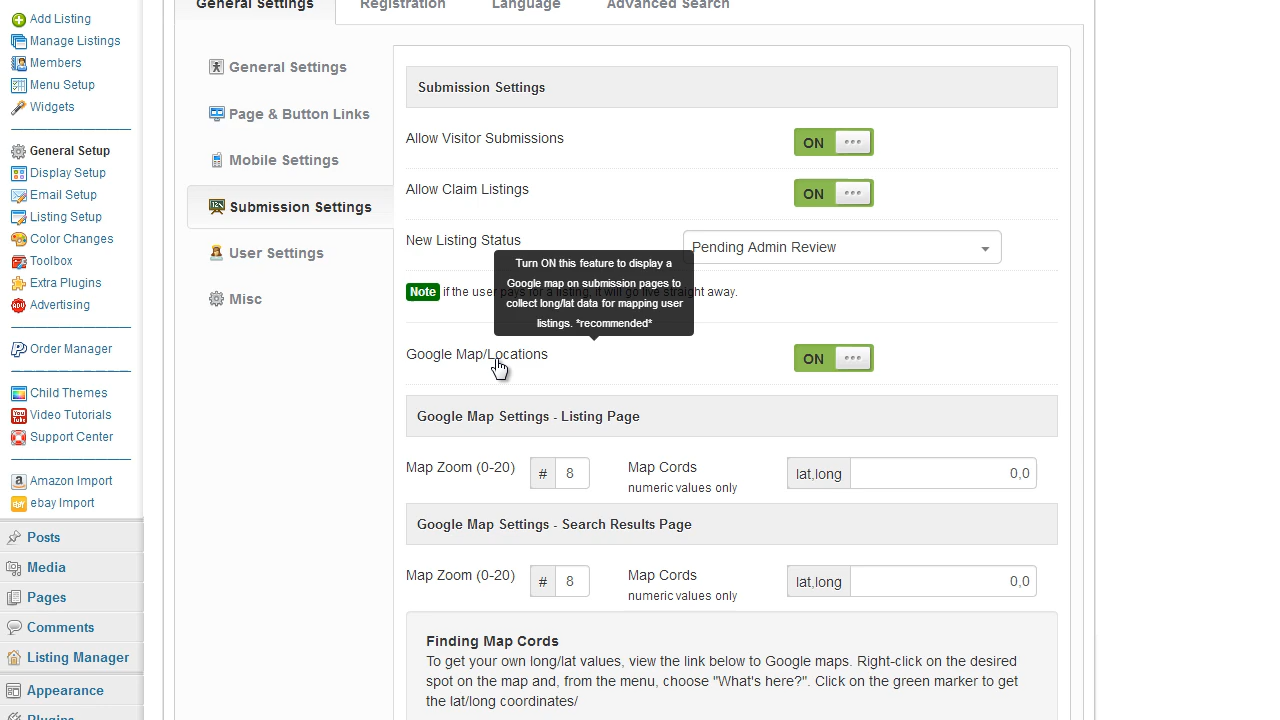 General Settings
Registration
Language
Advanced Search
Add Listing
Manage Listings
Members
Menu Setup
Widgets
General Setup
Display Setup
Email Setup
Listing Setup
Color Changes
Toolbox
Extra Plugins
Advertising
Order Manager
Child Themes
Video Tutorials
Support Center
Amazon Import
ebay Import
Posts
Media
Pages
Comments
Listing Manager
Appearance
Plugins
General Settings
Page & Button Links
Mobile Settings
Submission Settings
User Settings
Misc
Submission Settings
Allow Visitor Submissions
ON
Allow Claim Listings
ON
New Listing Status
Pending Admin Review
Turn ON this feature to display a
Google map on submission pages to
collect long/lat data for mapping user
listings. *recommended*
Note if the user pays for a listing, it will go live straight away.
Google Map/Locations
ON
Google Map Settings - Listing Page
Map Zoom (0-20)
# 8
Map Cords
numeric values only
lat,long
0,0
Google Map Settings - Search Results Page
Map Zoom (0-20)
# 8
Map Cords
numeric values only
lat,long
0,0
Finding Map Cords
To get your own long/lat values, view the link below to Google maps. Right-click on the desired
spot on the map and, from the menu, choose "What's here?". Click on the green marker to get
the lat/long coordinates/